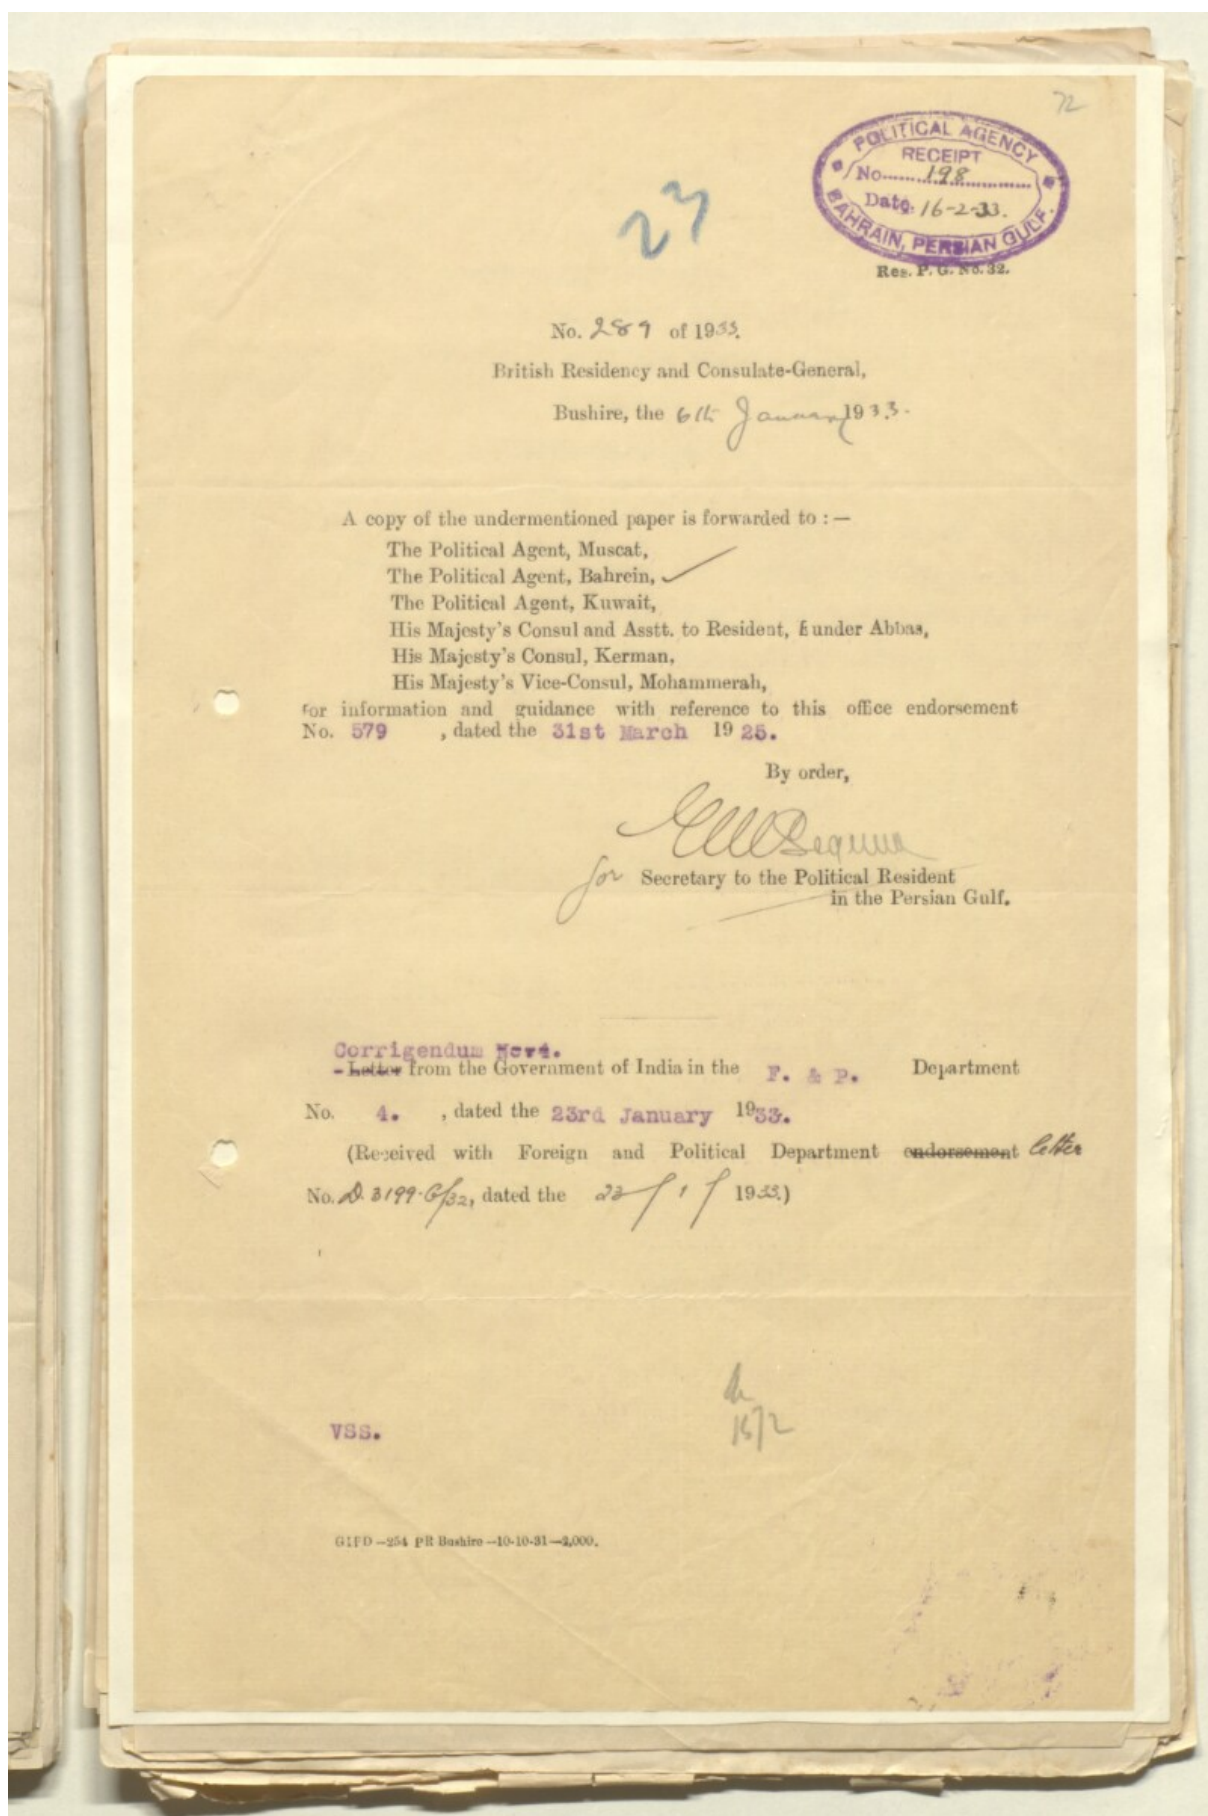 72
POLITICAL AGENCY
RECEIPT
No. 198
Date. 16-2-33.
BAHRAIN, PERSIAN GULF.
23
Res. P. G. No. 32.
No. 289 of 1933.
British Residency and Consulate-General,
Bushire, the 6th January 1933.
A copy of the undermentioned paper is forwarded to : —
The Political Agent, Muscat,
The Political Agent, Bahrein,
The Political Agent, Kuwait,
His Majesty's Consul and Asstt. to Resident, Bunder Abbas,
His Majesty's Consul, Kerman,
His Majesty's Vice-Consul, Mohammerah,
for information and guidance with reference to this office endorsement
No. 579 , dated the 31st March 1925.
By order,
for Secretary to the Political Resident
in the Persian Gulf.
Corrigendum
Letter from the Government of India in the F. & P. Department
No. 4. , dated the 23rd January 1933.
(Received with Foreign and Political Department endorsement letter
No. D. 3199-G/32, dated the 23/1/1933.)
VSS.
GIPD—254 PR Bushire—10-10-31—2,000.